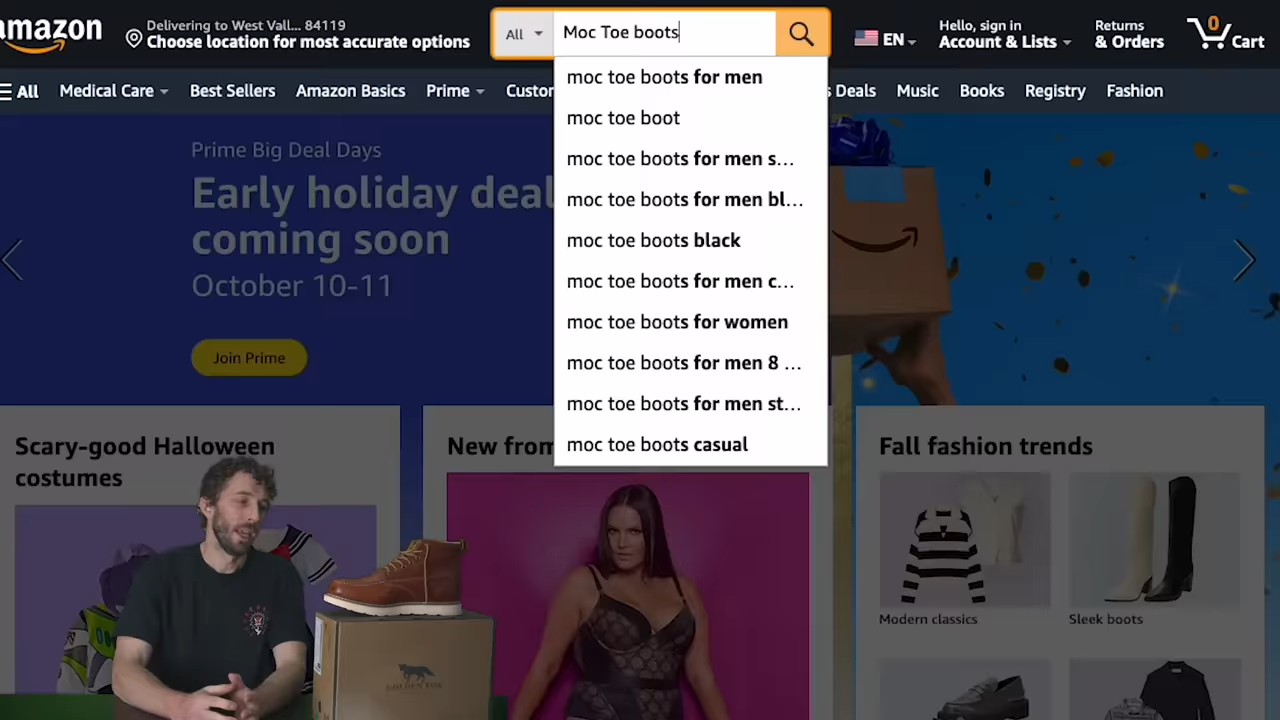 amazon
Delivering to West Vall... 84119
Choose location for most accurate options
All
Moc Toe boots
EN
Hello, sign in
Account & Lists
Returns
& Orders
0
Cart
All
Medical Care
Best Sellers
Amazon Basics
Prime
Custo
s Deals
Music
Books
Registry
Fashion
moc toe boots for men
moc toe boot
moc toe boots for men s...
moc toe boots for men bl...
moc toe boots black
moc toe boots for men c...
moc toe boots for women
moc toe boots for men 8 ...
moc toe boots for men st...
moc toe boots casual
Prime Big Deal Days
Early holiday deal
coming soon
October 10-11
Join Prime
Scary-good Halloween
costumes
New from
Fall fashion trends
Modern classics
Sleek boots
GOLDEN FOX